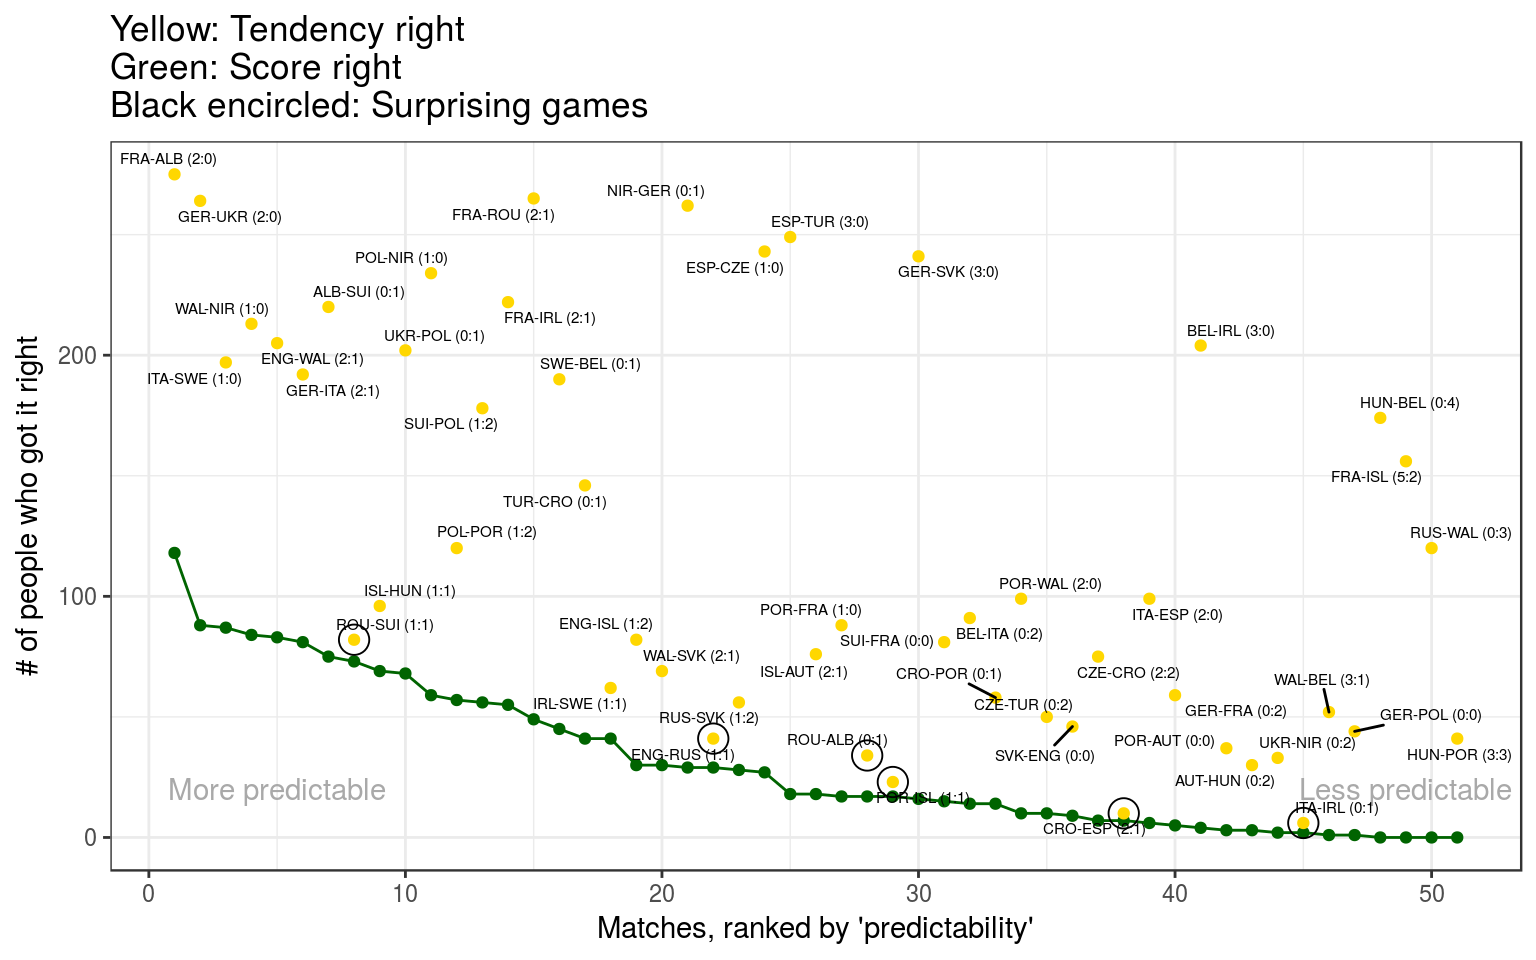 Yellow: Tendency right
Green: Score right
Black encircled: Surprising games
# of people who got it right
200
100
0
FRA-ALB (2:0)
GER-UKR (2:0)
FRA-ROU (2:1)
NIR-GER (0:1)
ESP-TUR (3:0)
ESP-CZE (1:0)
GER-SVK (3:0)
POL-NIR (1:0)
ALB-SUI (0:1)
WAL-NIR (1:0)
FRA-IRL (2:1)
UKR-POL (0:1)
BEL-IRL (3:0)
ENG-WAL (2:1)
SWE-BEL (0:1)
ITA-SWE (1:0)
GER-ITA (2:1)
SUI-POL (1:2)
HUN-BEL (0:4)
FRA-ISL (5:2)
TUR-CRO (0:1)
POL-POR (1:2)
RUS-WAL (0:3)
ISL-HUN (1:1)
POR-WAL (2:0)
ROU-SUI (1:1)
ENG-ISL (1:2)
POR-FRA (1:0)
ITA-ESP (2:0)
SUI-FRA (0:0)
BEL-ITA (0:2)
WAL-SVK (2:1)
ISL-AUT (2:1)
CRO-POR (0:1)
CZE-CRO (2:2)
WAL-BEL (3:1)
IRL-SWE (1:1)
CZE-TUR (0:2)
RUS-SVK (1:2)
GER-FRA (0:2)
GER-POL (0:0)
ENG-RUS (1:1)
ROU-ALB (0:1)
SVK-ENG (0:0)
POR-AUT (0:0)
UKR-NIR (0:2)
HUN-POR (3:3)
AUT-HUN (0:2)
More predictable
Less predictable
POR-ISL (1:1)
ITA-IRL (0:1)
CRO-ESP (2:1)
0
10
20
30
40
50
Matches, ranked by 'predictability'